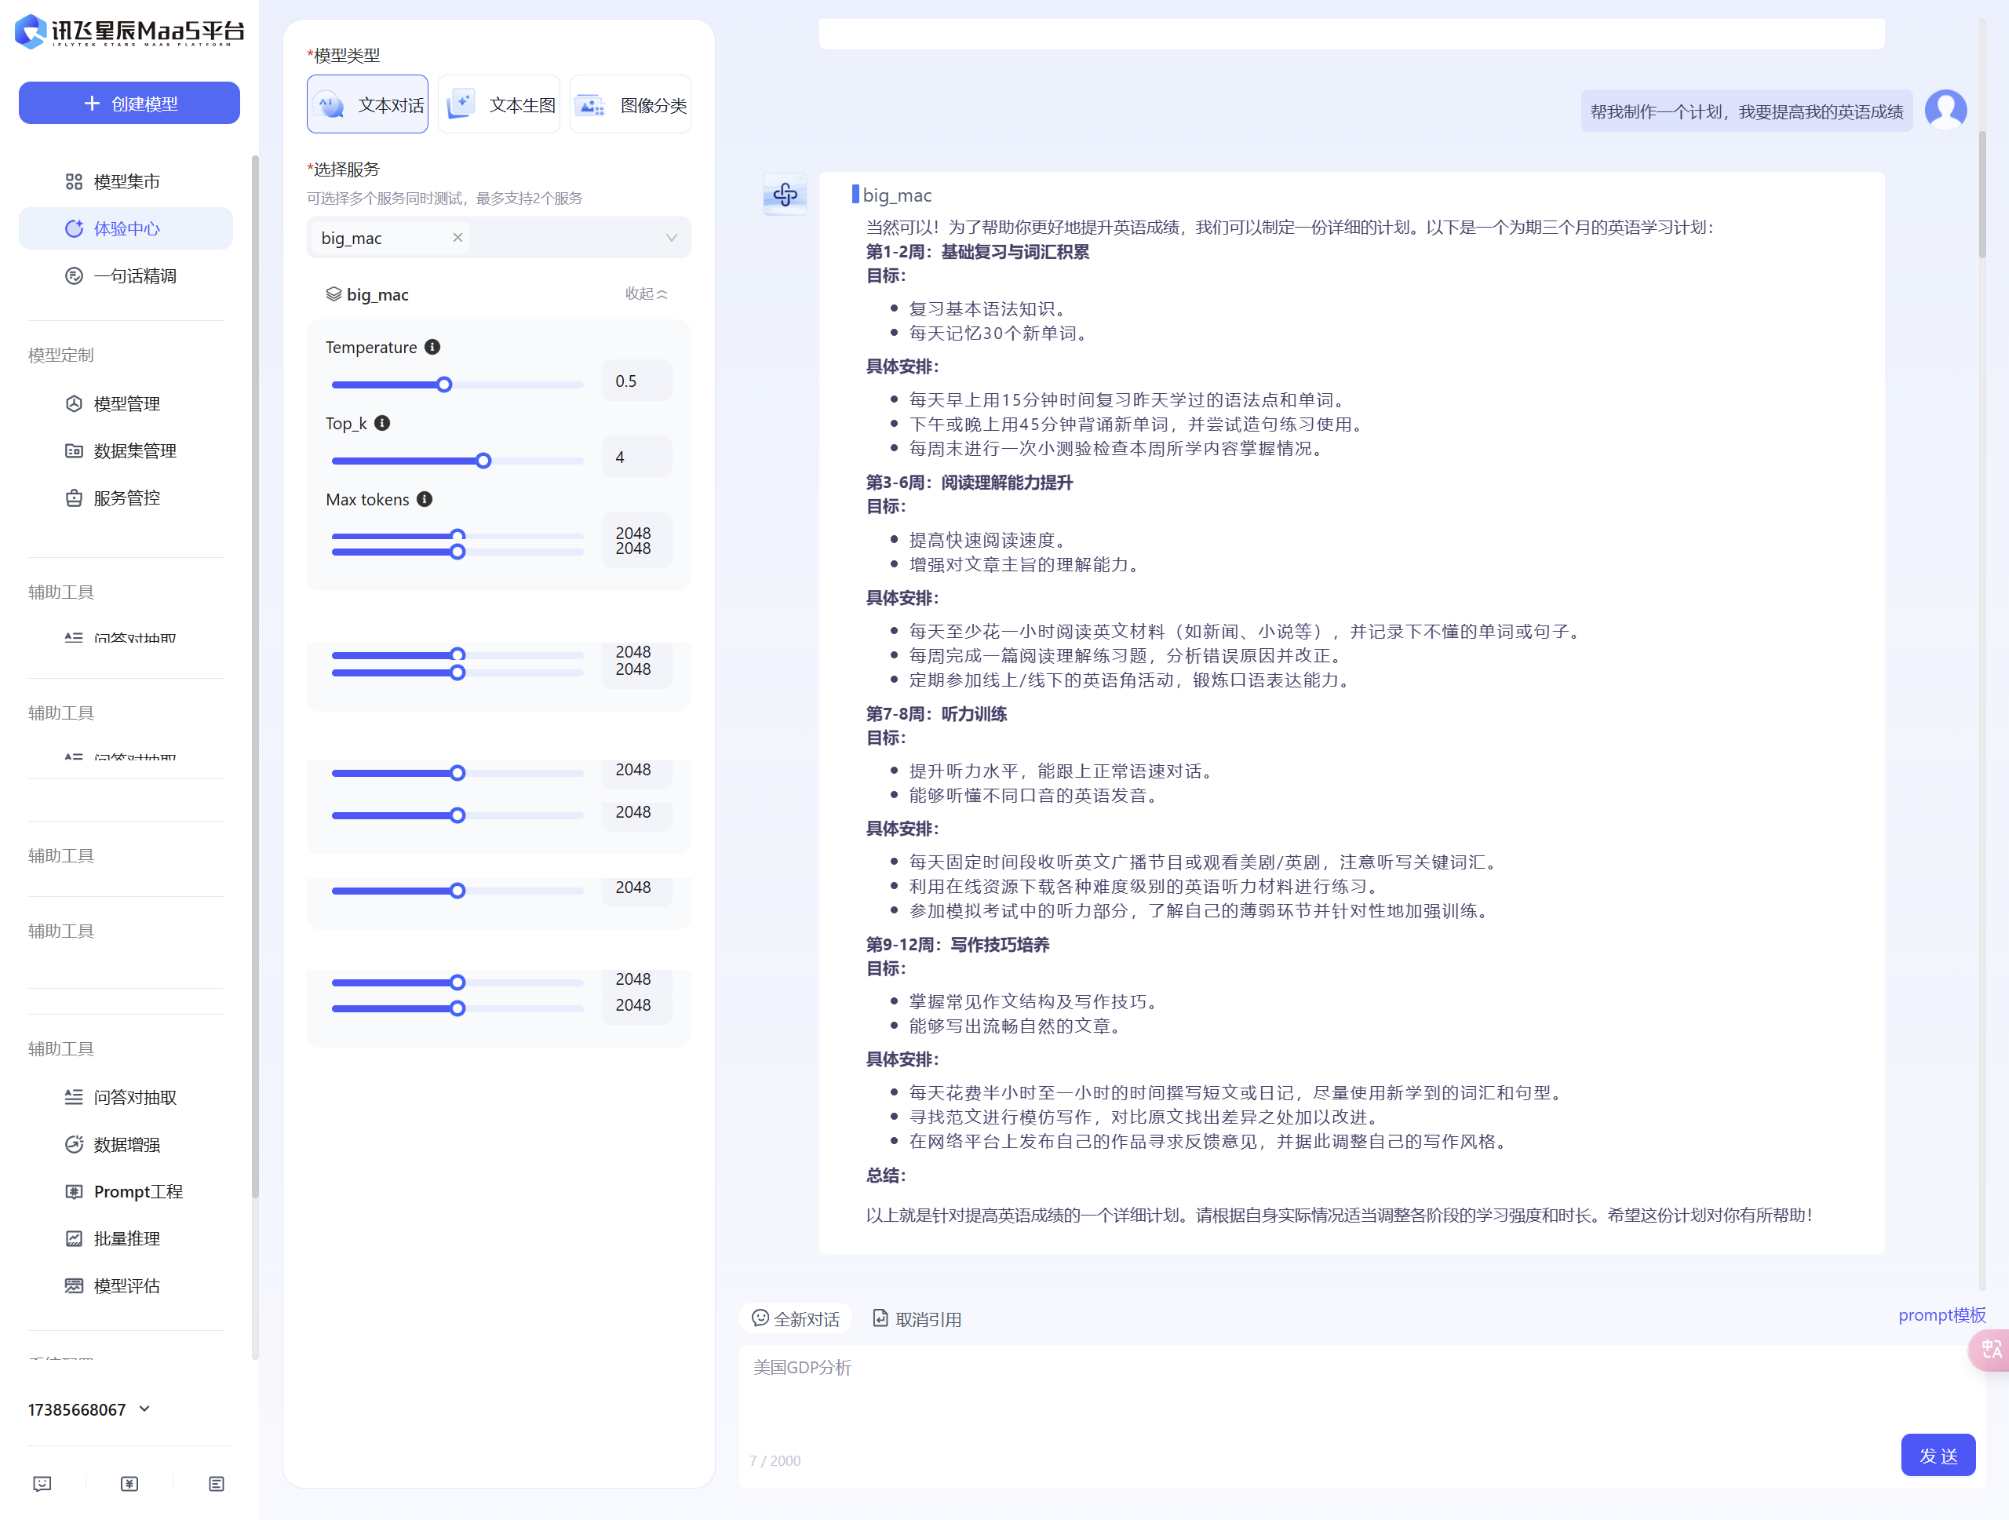 讯飞星辰MaaS平台
IFLYTEK STARS MAAS PLATFORM
创建模型
模型集市
体验中心
一句话精调
模型定制
模型管理
数据集管理
服务管控
辅助工具
问答对抽取
辅助工具
问答对抽取
辅助工具
辅助工具
辅助工具
问答对抽取
数据增强
Prompt工程
批量推理
模型评估
17385668067
*模型类型
文本对话
文本生图
图像分类
*选择服务
可选择多个服务同时测试，最多支持2个服务
big_mac
big_mac
收起
Temperature
0.5
Top_k
4
Max tokens
2048
2048
2048
2048
2048
2048
2048
2048
2048
帮我制作一个计划，我要提高我的英语成绩
big_mac
当然可以！为了帮助你更好地提升英语成绩，我们可以制定一份详细的计划。以下是一个为期三个月的英语学习计划：
第1-2周：基础复习与词汇积累
目标：
复习基本语法知识。
每天记忆30个新单词。
具体安排：
每天早上用15分钟时间复习昨天学过的语法点和单词。
下午或晚上用45分钟背诵新单词，并尝试造句练习使用。
每周末进行一次小测验检查本周所学内容掌握情况。
第3-6周：阅读理解能力提升
目标：
提高快速阅读速度。
增强对文章主旨的理解能力。
具体安排：
每天至少花一小时阅读英文材料（如新闻、小说等），并记录下不懂的单词或句子。
每周完成一篇阅读理解练习题，分析错误原因并改正。
定期参加线上/线下的英语角活动，锻炼口语表达能力。
第7-8周：听力训练
目标：
提升听力水平，能跟上正常语速对话。
能够听懂不同口音的英语发音。
具体安排：
每天固定时间段收听英文广播节目或观看美剧/英剧，注意听写关键词汇。
利用在线资源下载各种难度级别的英语听力材料进行练习。
参加模拟考试中的听力部分，了解自己的薄弱环节并针对性地加强训练。
第9-12周：写作技巧培养
目标：
掌握常见作文结构及写作技巧。
能够写出流畅自然的文章。
具体安排：
每天花费半小时至一小时的时间撰写短文或日记，尽量使用新学到的词汇和句型。
寻找范文进行模仿写作，对比原文找出差异之处加以改进。
在网络平台上发布自己的作品寻求反馈意见，并据此调整自己的写作风格。
总结：
以上就是针对提高英语成绩的一个详细计划。请根据自身实际情况适当调整各阶段的学习强度和时长。希望这份计划对你有所帮助！
全新对话
取消引用
prompt模板
美国GDP分析
7 / 2000
发 送